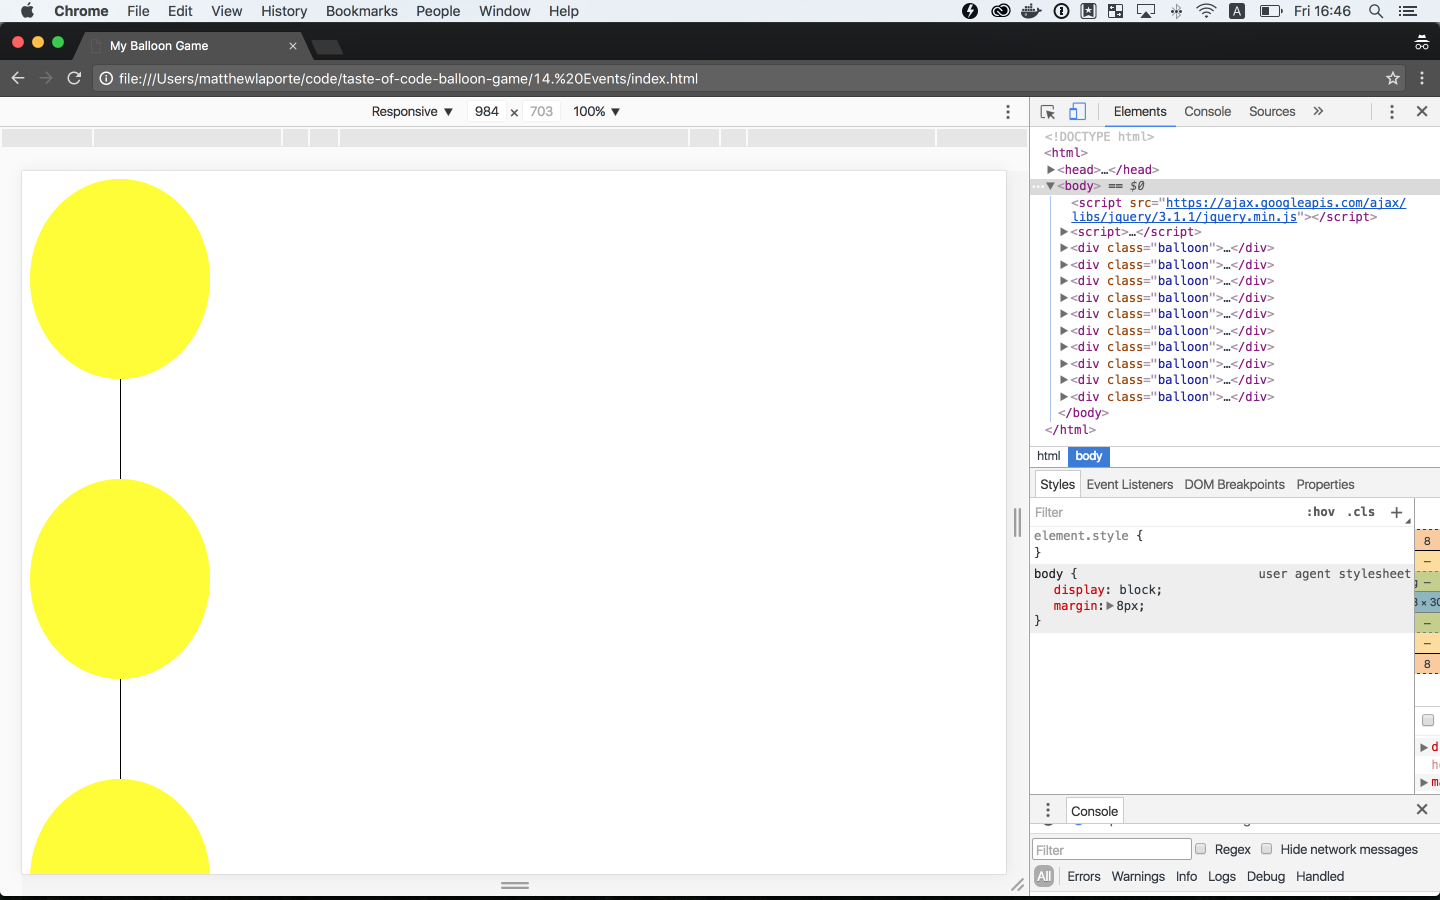 Chrome File Edit View History Bookmarks People Window Help A Fri 16:46
My Balloon Game
file:///Users/matthewlaporte/code/taste-of-code-balloon-game/14.%20Events/index.html
Responsive ▼ 984 × 703 100% ▼
Elements Console Sources »
<!DOCTYPE html>
<html>
▶<head>…</head>
…▼<body> == $0
<script src="https://ajax.googleapis.com/ajax/
libs/jquery/3.1.1/jquery.min.js"></script>
▶<script>…</script>
▶<div class="balloon">…</div>
▶<div class="balloon">…</div>
▶<div class="balloon">…</div>
▶<div class="balloon">…</div>
▶<div class="balloon">…</div>
▶<div class="balloon">…</div>
▶<div class="balloon">…</div>
▶<div class="balloon">…</div>
▶<div class="balloon">…</div>
▶<div class="balloon">…</div>
</body>
</html>
html body
Styles Event Listeners DOM Breakpoints Properties
Filter :hov .cls +
element.style {
}
body { user agent stylesheet
display: block;
margin:▶8px;
}
8
–
–
× 30
–
–
8
▶ d
▶ m
Console
Filter Regex Hide network messages
All Errors Warnings Info Logs Debug Handled